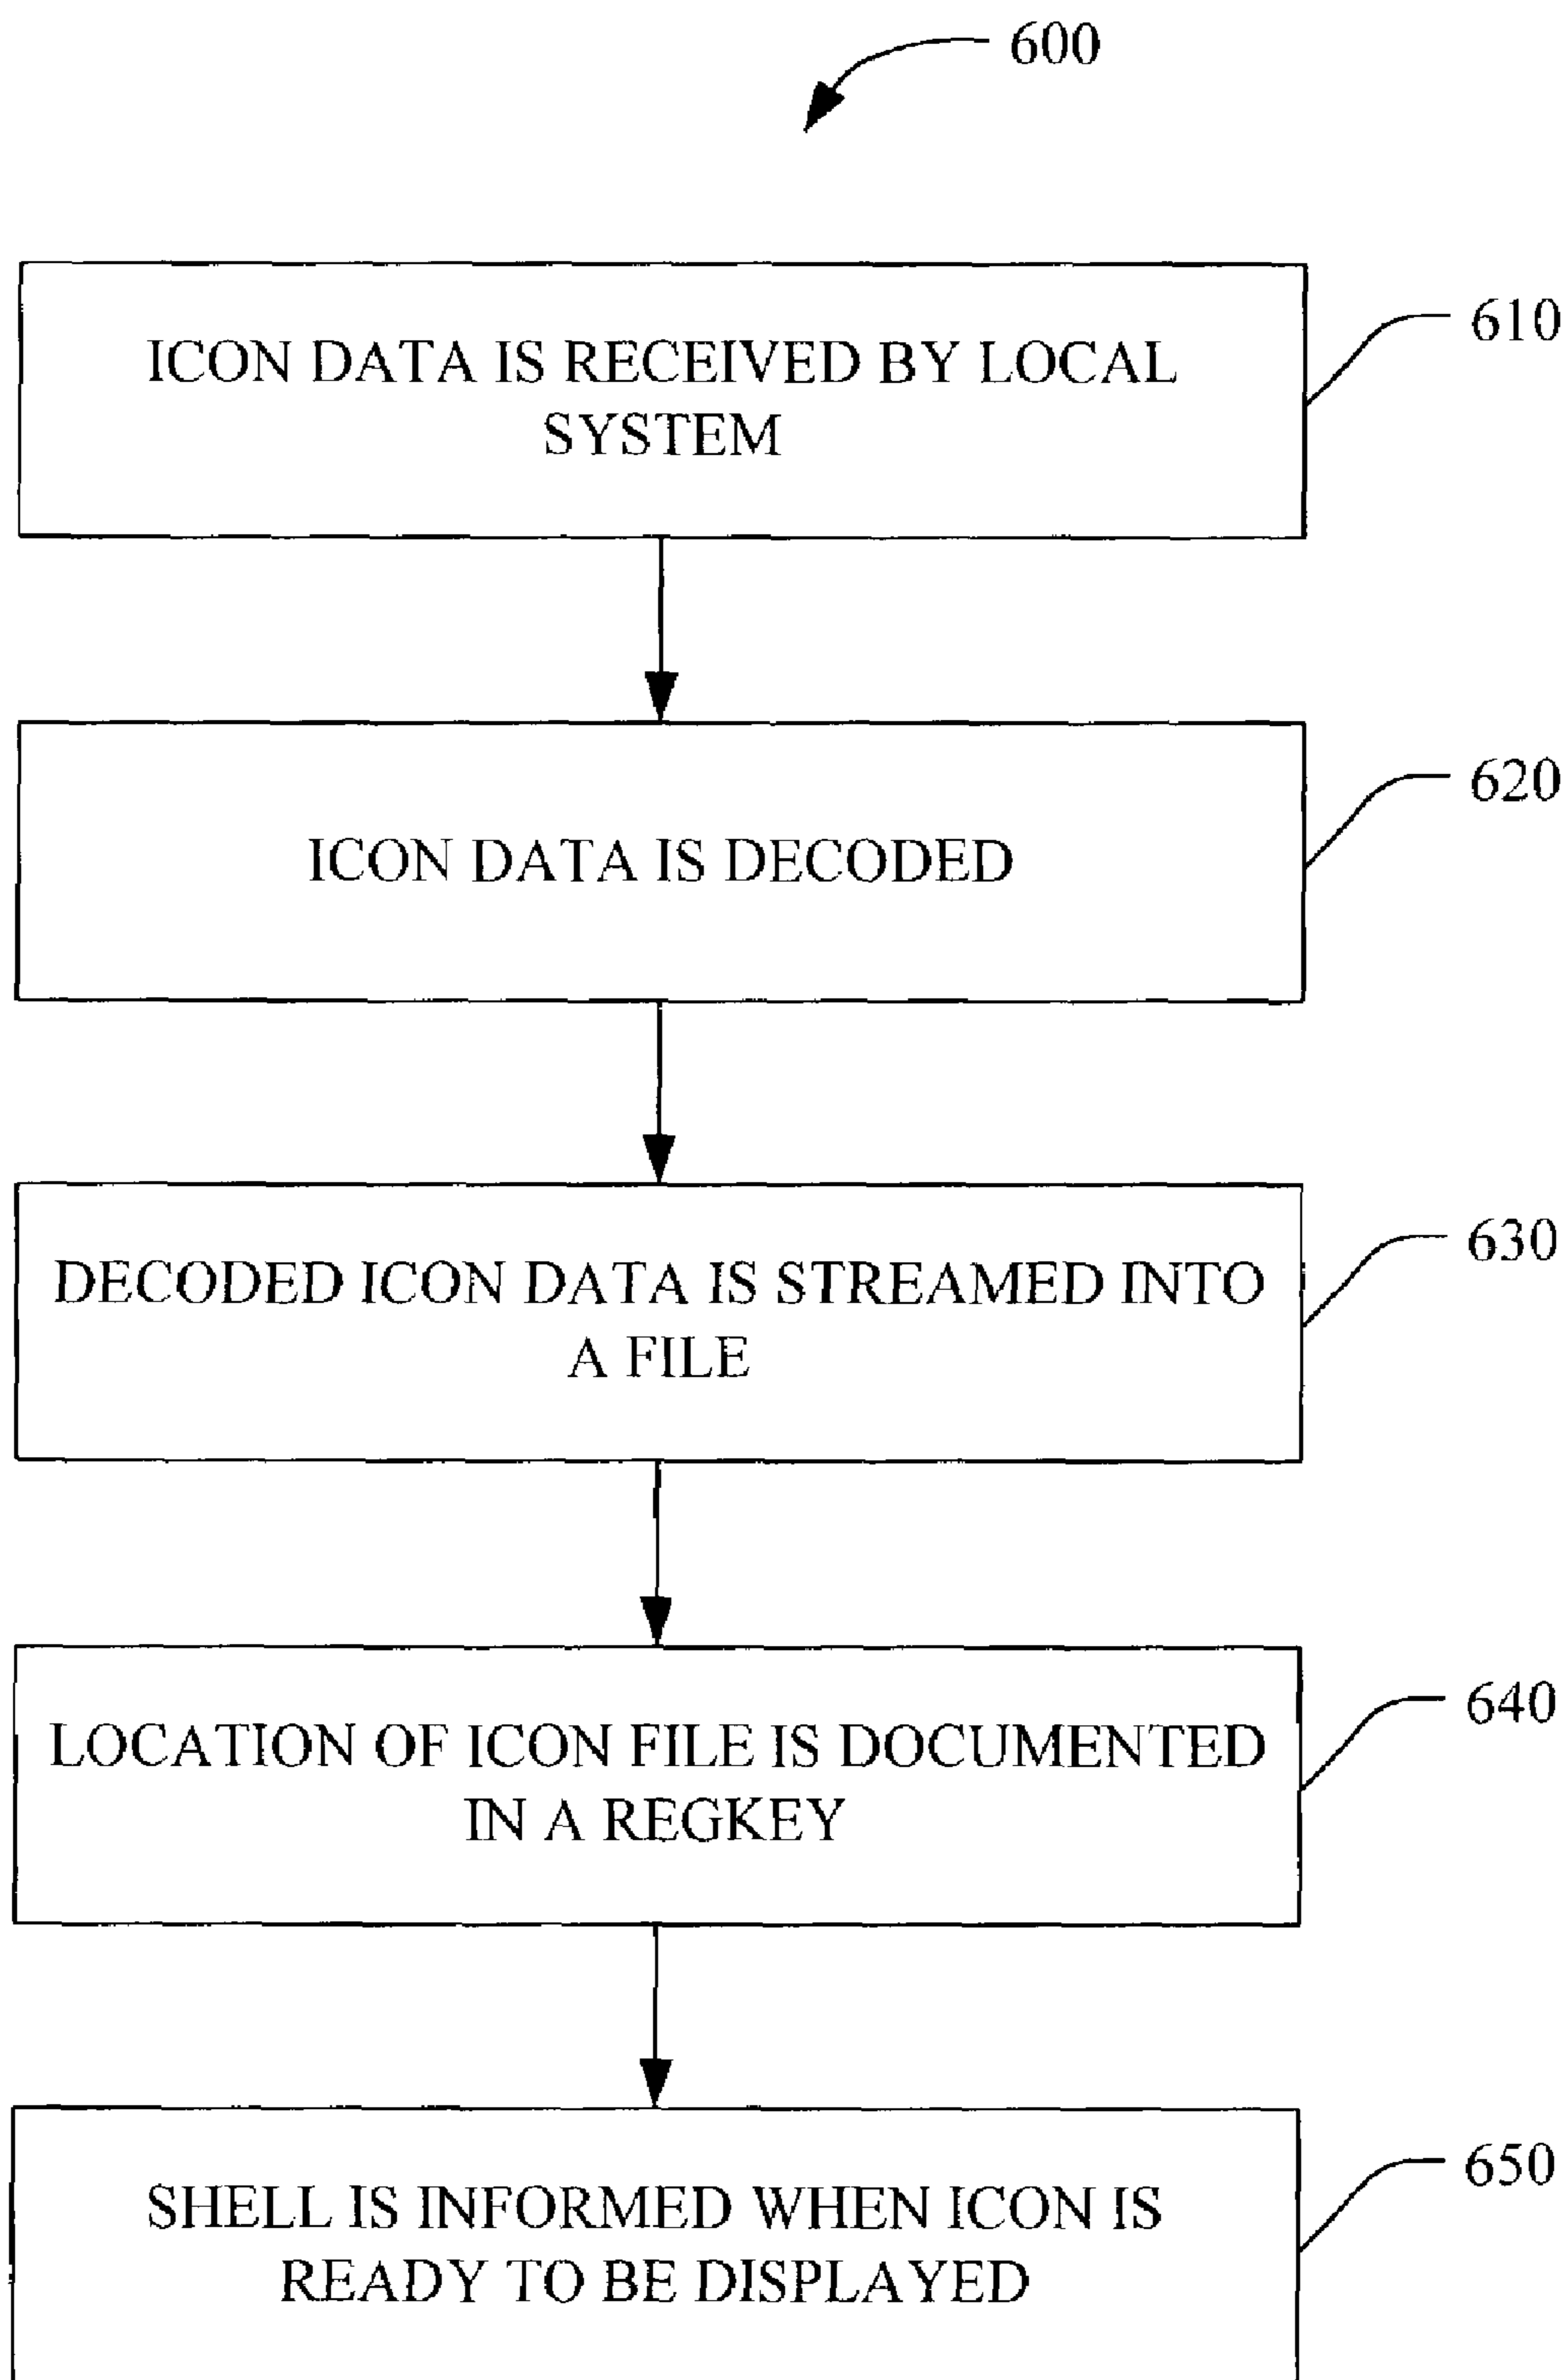 600
ICON DATA IS RECEIVED BY LOCAL
SYSTEM
610
ICON DATA IS DECODED
620
DECODED ICON DATA IS STREAMED INTO
A FILE
630
LOCATION OF ICON FILE IS DOCUMENTED
IN A REGKEY
640
SHELL IS INFORMED WHEN ICON IS
READY TO BE DISPLAYED
650